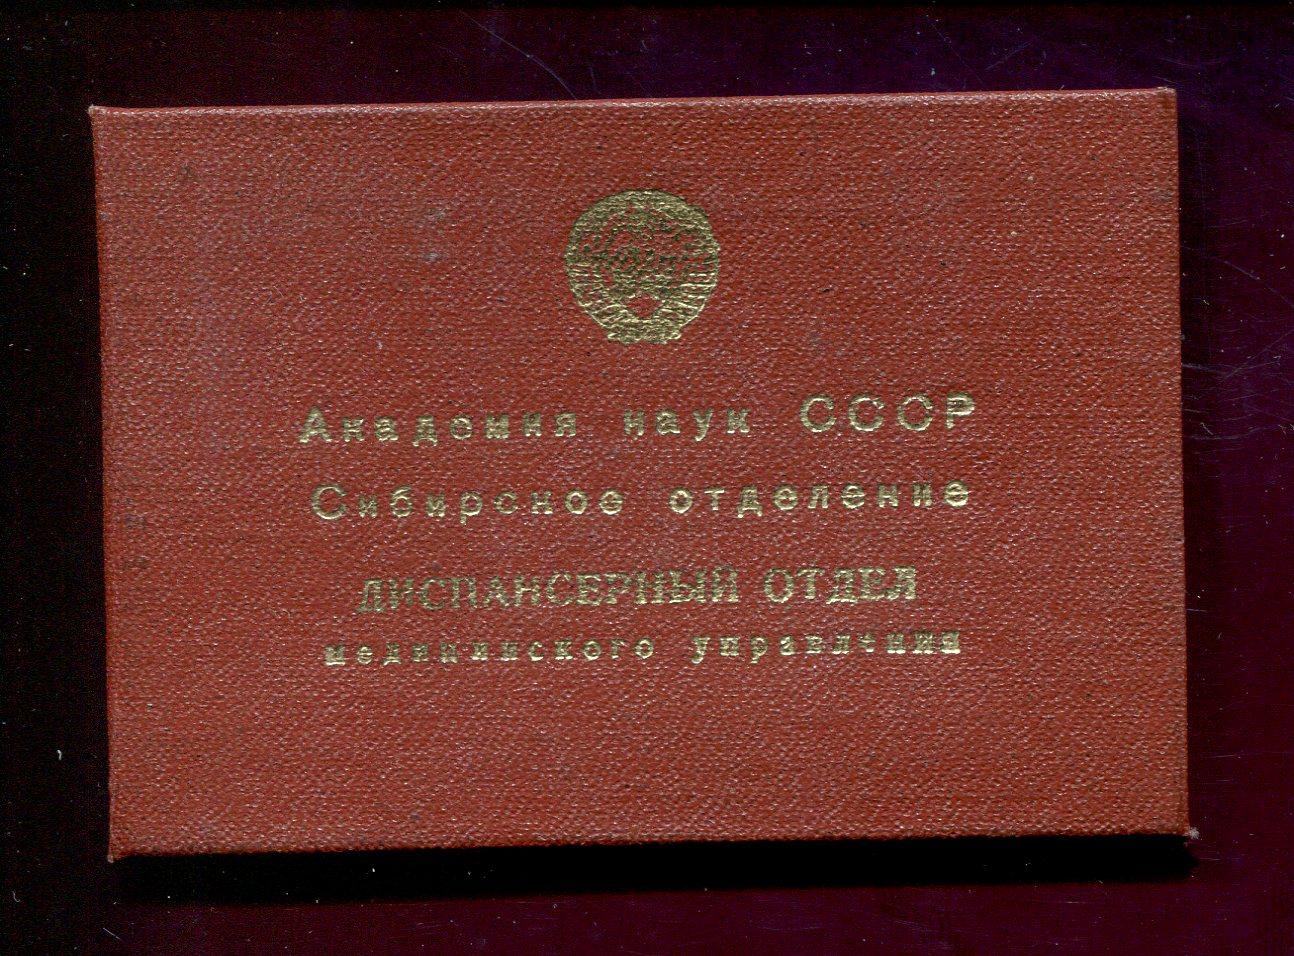 Академия наук СССР
Сибирское отделение
ДИСПАНСЕРНЫЙ ОТДЕЛ
медицинского управления